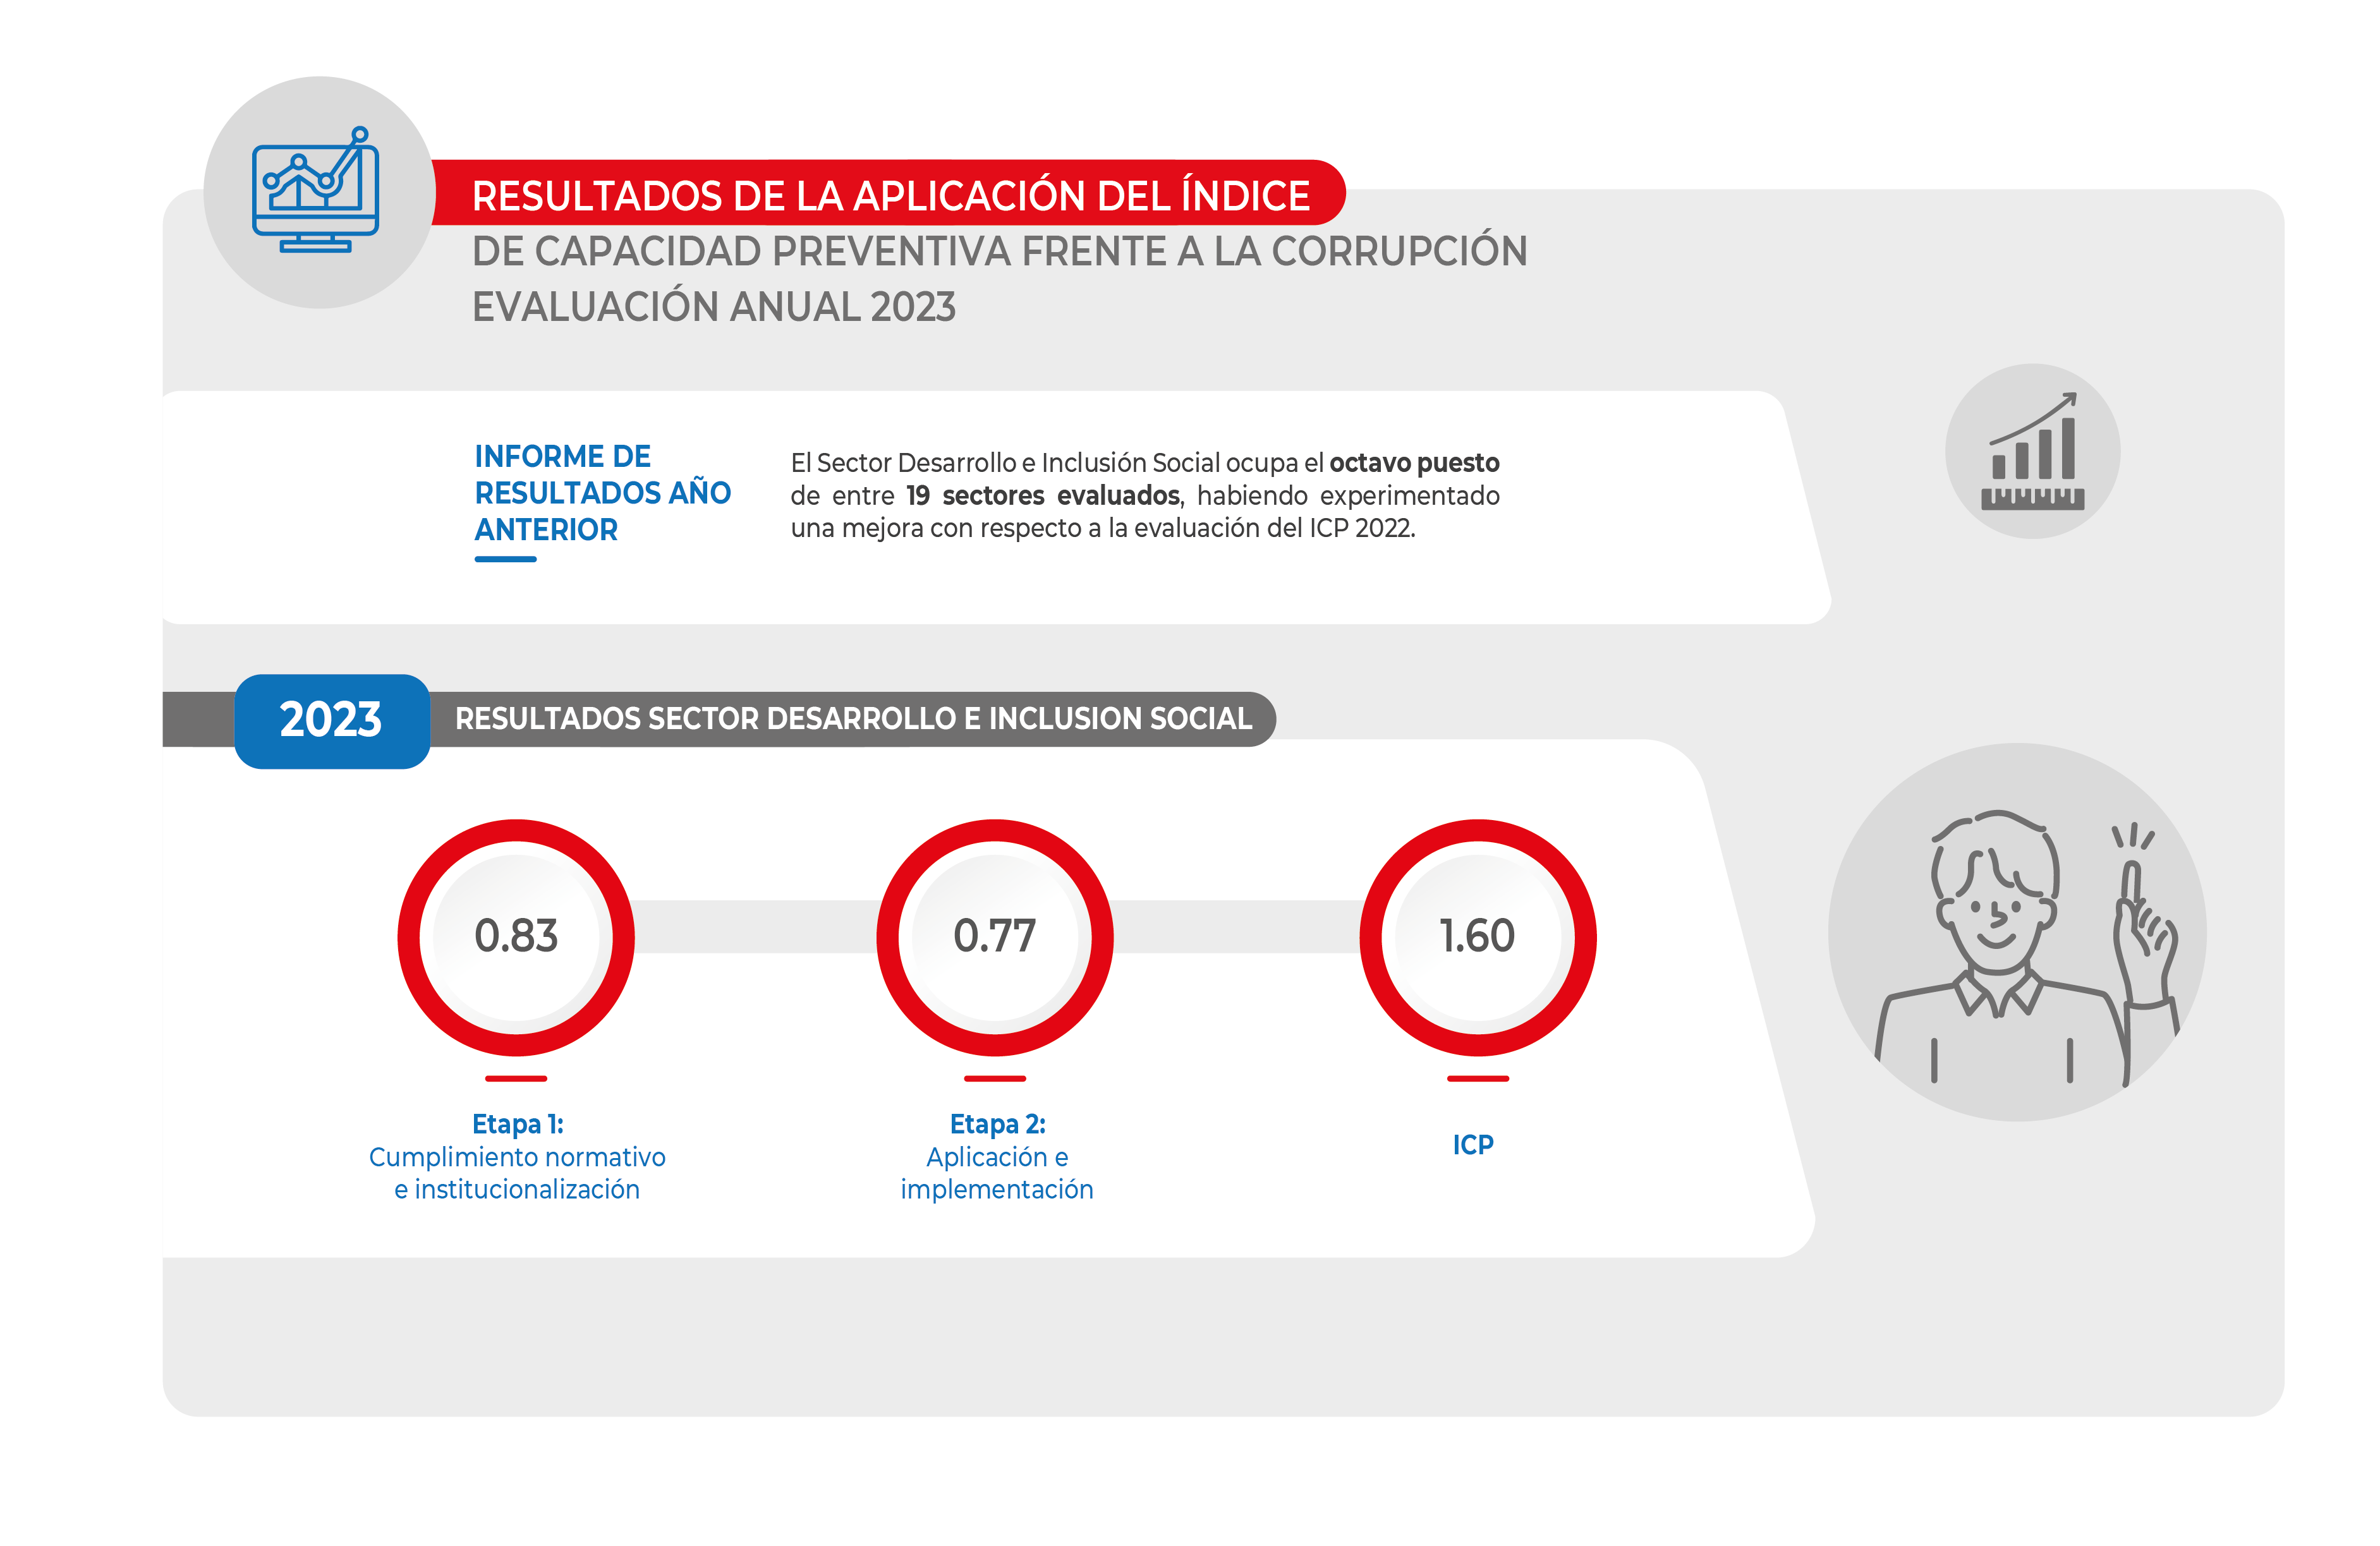 RESULTADOS DE LA APLICACIÓN DEL ÍNDICE
DE CAPACIDAD PREVENTIVA FRENTE A LA CORRUPCIÓN
EVALUACIÓN ANUAL 2023
INFORME DE
RESULTADOS AÑO
ANTERIOR
El Sector Desarrollo e Inclusión Social ocupa el octavo puesto
de entre 19 sectores evaluados, habiendo experimentado
una mejora con respecto a la evaluación del ICP 2022.
2023
RESULTADOS SECTOR DESARROLLO E INCLUSION SOCIAL
0.83
Etapa 1:
Cumplimiento normativo
e institucionalización
0.77
Etapa 2:
Aplicación e
implementación
1.60
ICP